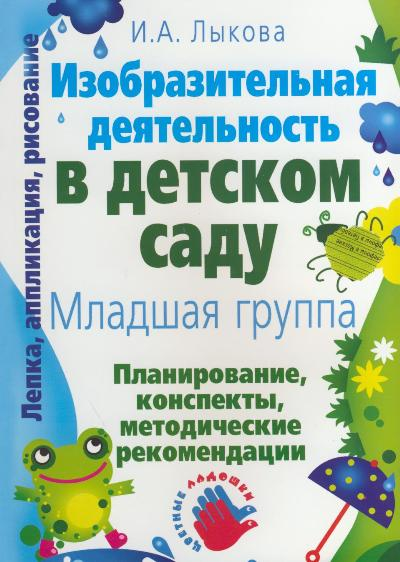 И.А. Лыкова
Изобразительная
деятельность
в детском
саду
Младшая группа
Лепка, аппликация, рисование
Планирование,
конспекты,
методические
рекомендации
ЦВЕТНЫЕ ЛАДОШКИ